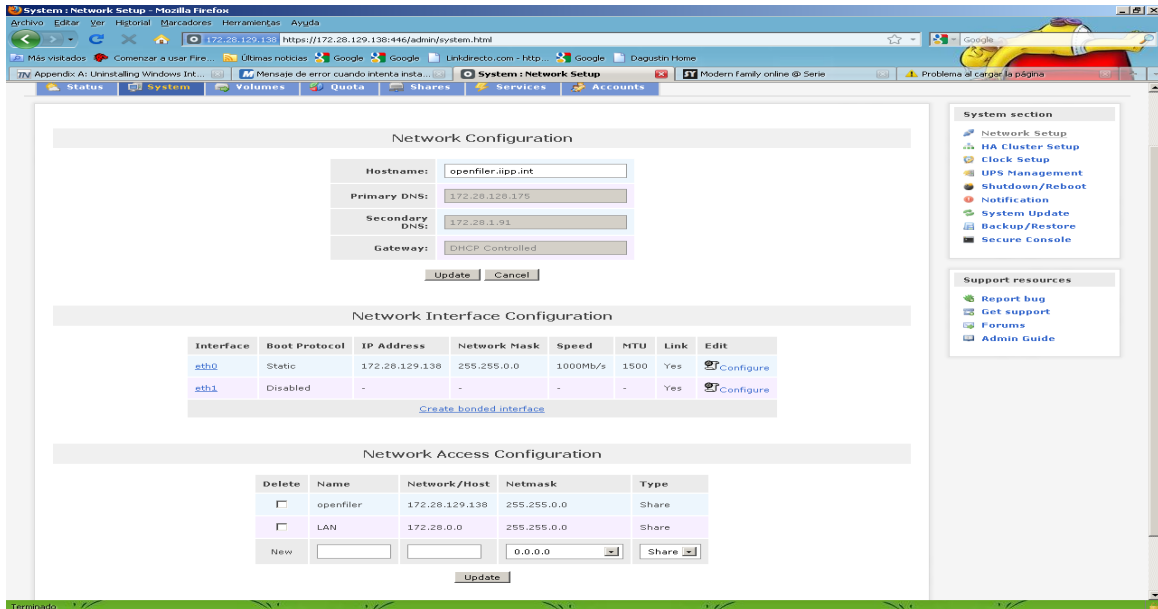 System : Network Setup - Mozilla Firefox
Archivo Editar Ver Historial Marcadores Herramientas Ayuda
172.28.129.138 https://172.28.129.138:446/admin/system.html
Google
Más visitados Comenzar a usar Fire... Últimas noticias Google Google Linkdirecto.com - http... Google Dagustin Home
Appendix A: Uninstalling Windows Int... Mensaje de error cuando intenta insta... System : Network Setup Modern family online @ Serie Problema al cargar la página
Status System Volumes Quota Shares Services Accounts
Network Configuration
Hostname: openfiler.iipp.int
Primary DNS: 172.28.128.175
Secondary DNS: 172.28.1.91
Gateway: DHCP Controlled
Update Cancel
Network Interface Configuration
Interface Boot Protocol IP Address Network Mask Speed MTU Link Edit
eth0 Static 172.28.129.138 255.255.0.0 1000Mb/s 1500 Yes Configure
eth1 Disabled - - - - Yes Configure
Create bonded interface
Network Access Configuration
Delete Name Network/Host Netmask Type
openfiler 172.28.129.138 255.255.0.0 Share
LAN 172.28.0.0 255.255.0.0 Share
New 0.0.0.0 Share
Update
System section
Network Setup
HA Cluster Setup
Clock Setup
UPS Management
Shutdown/Reboot
Notification
System Update
Backup/Restore
Secure Console
Support resources
Report bug
Get support
Forums
Admin Guide
Terminado